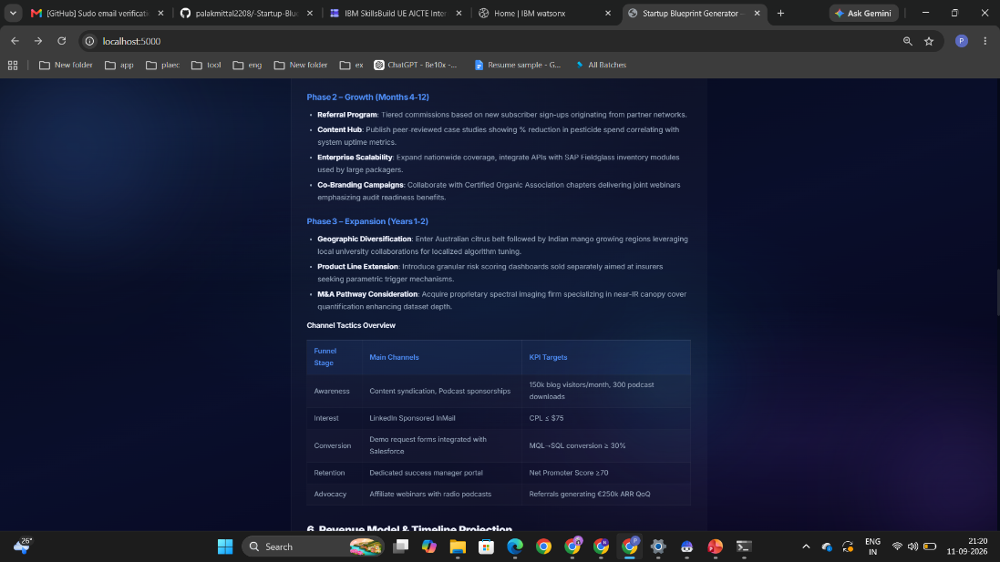 [GitHub] Sudo email verificati
palakmittal2208/-Startup-Blu
IBM SkillsBuild UE AICTE Inter
Home | IBM watsonx
Startup Blueprint Generator —
Ask Gemini
localhost:5000
P
New folder
app
plaec
tool
eng
New folder
ex
ChatGPT - Be10x -...
Resume sample - G...
All Batches
Phase 2 – Growth (Months 4-12)
• Referral Program: Tiered commissions based on new subscriber sign-ups originating from partner networks.
• Content Hub: Publish peer-reviewed case studies showing % reduction in pesticide spend correlating with
system uptime metrics.
• Enterprise Scalability: Expand nationwide coverage, integrate APIs with SAP Fieldglass inventory modules
used by large packagers.
• Co-Branding Campaigns: Collaborate with Certified Organic Association chapters delivering joint webinars
emphasizing audit readiness benefits.
Phase 3 – Expansion (Years 1-2)
• Geographic Diversification: Enter Australian citrus belt followed by Indian mango growing regions leveraging
local university collaborations for localized algorithm tuning.
• Product Line Extension: Introduce granular risk scoring dashboards sold separately aimed at insurers
seeking parametric trigger mechanisms.
• M&A Pathway Consideration: Acquire proprietary spectral imaging firm specializing in near-IR canopy cover
quantification enhancing dataset depth.
Channel Tactics Overview
Funnel
Stage
Main Channels
KPI Targets
Awareness
Content syndication, Podcast sponsorships
150k blog visitors/month, 300 podcast
downloads
Interest
LinkedIn Sponsored InMail
CPL ≤ $75
Conversion
Demo request forms integrated with
Salesforce
MQL→SQL conversion ≥ 30%
Retention
Dedicated success manager portal
Net Promoter Score ≥70
Advocacy
Affiliate webinars with radio podcasts
Referrals generating €250k ARR QoQ
6. Revenue Model & Timeline Projection
26°
Search
ENG
IN
21:20
11-09-2026